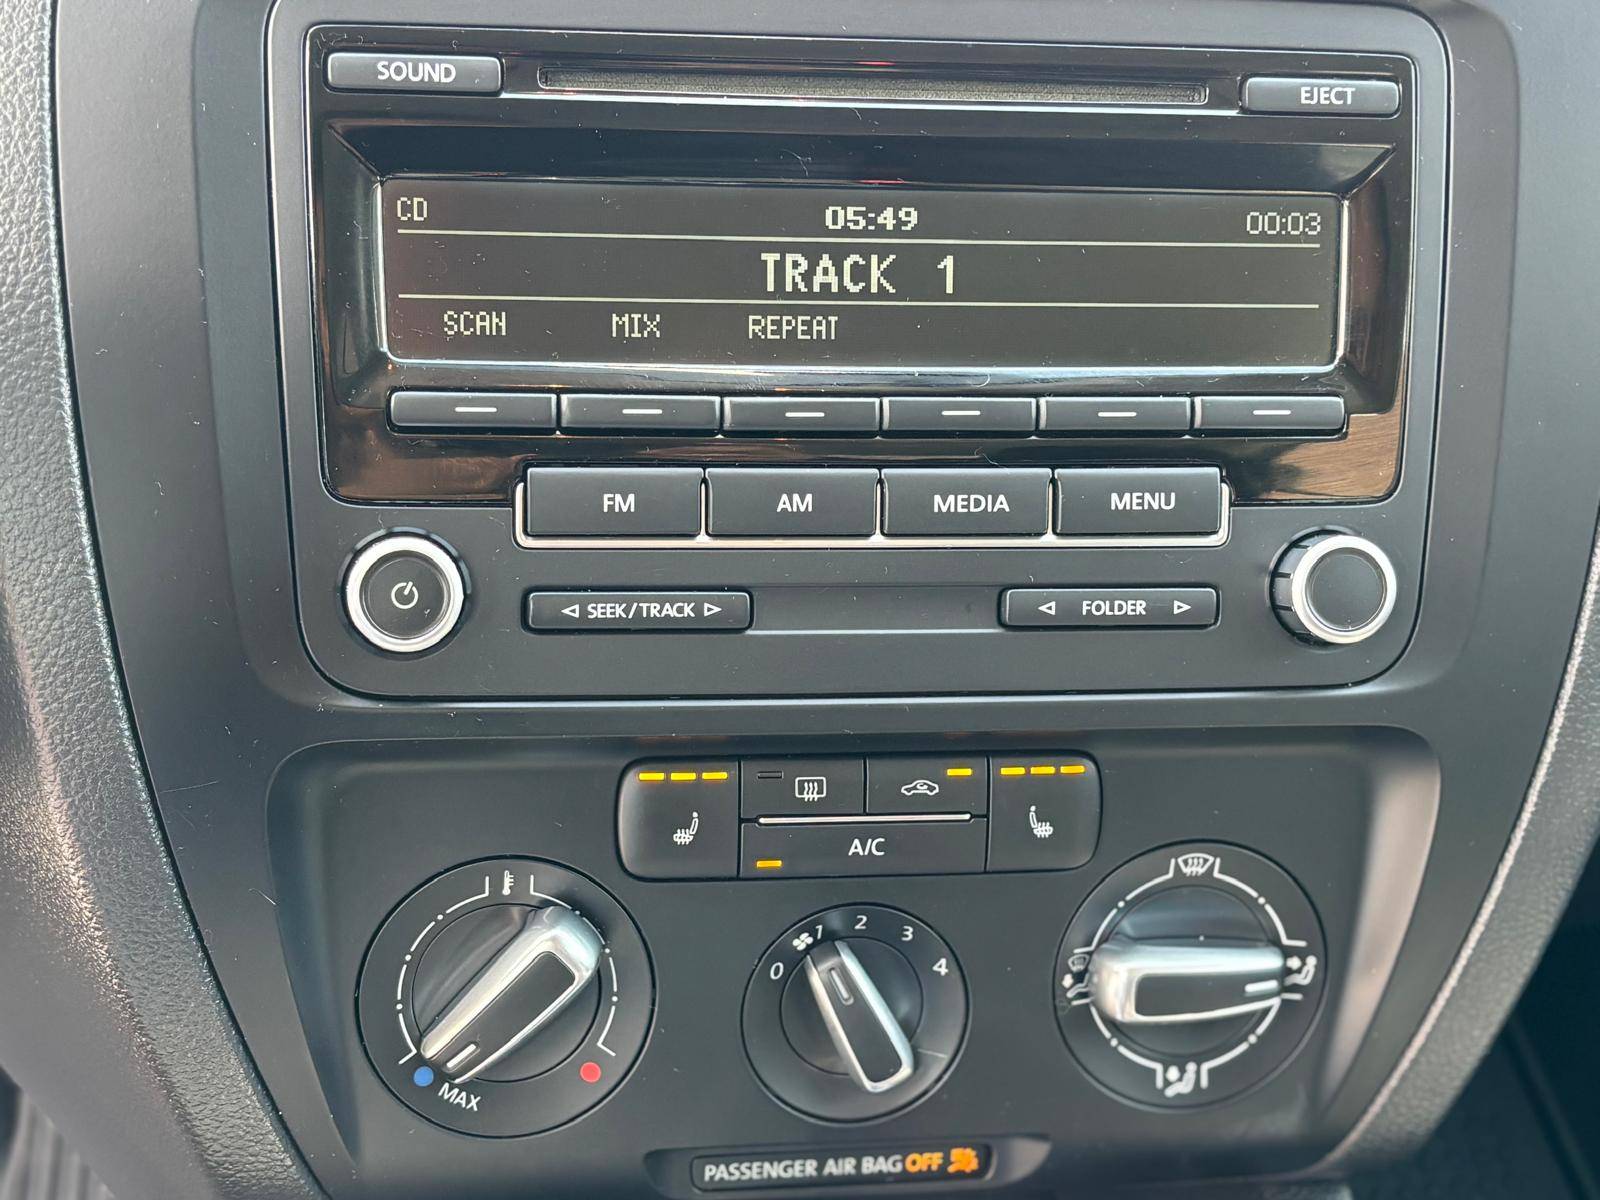 SOUND
EJECT
CD 05:49 00:03
TRACK 1
SCAN MIX REPEAT
FM AM MEDIA MENU
SEEK/TRACK FOLDER
A/C
0 1 2 3 4
MAX
PASSENGER AIR BAG OFF